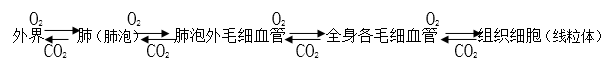 O₂ O₂ O₂ O₂
外界 肺（肺泡） 肺泡外毛细血管 全身各毛细血管 组织细胞（线粒体）
CO₂ CO₂ CO₂ CO₂